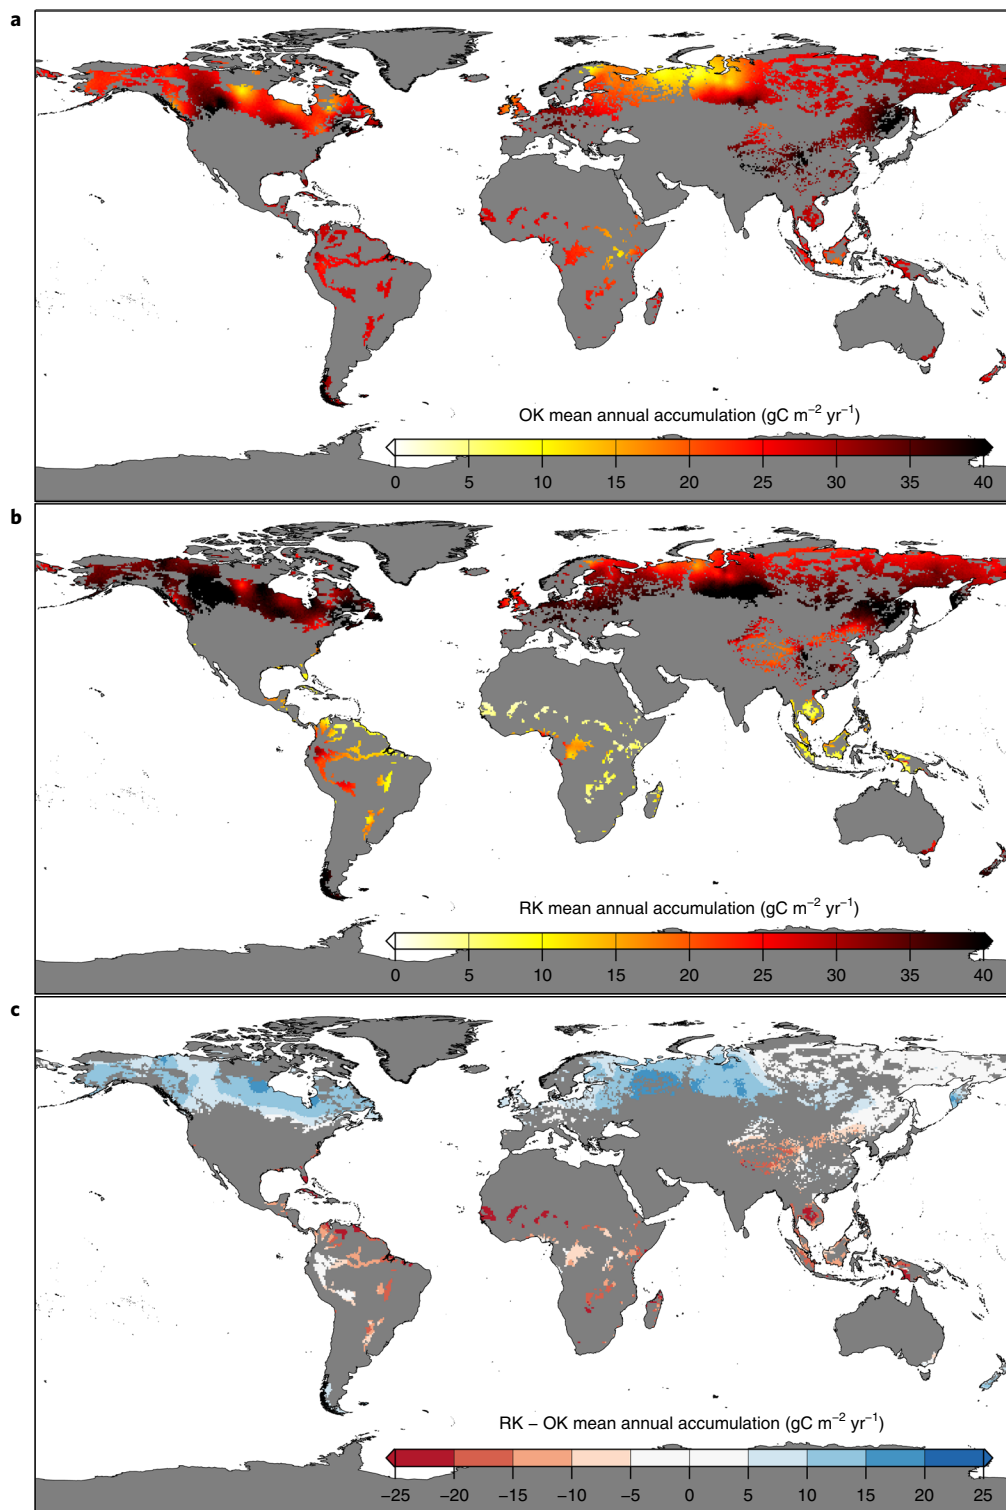 a
OK mean annual accumulation (gC m⁻² yr⁻¹)
0 5 10 15 20 25 30 35 40
b
RK mean annual accumulation (gC m⁻² yr⁻¹)
0 5 10 15 20 25 30 35 40
c
RK − OK mean annual accumulation (gC m⁻² yr⁻¹)
−25 −20 −15 −10 −5 0 5 10 15 20 25